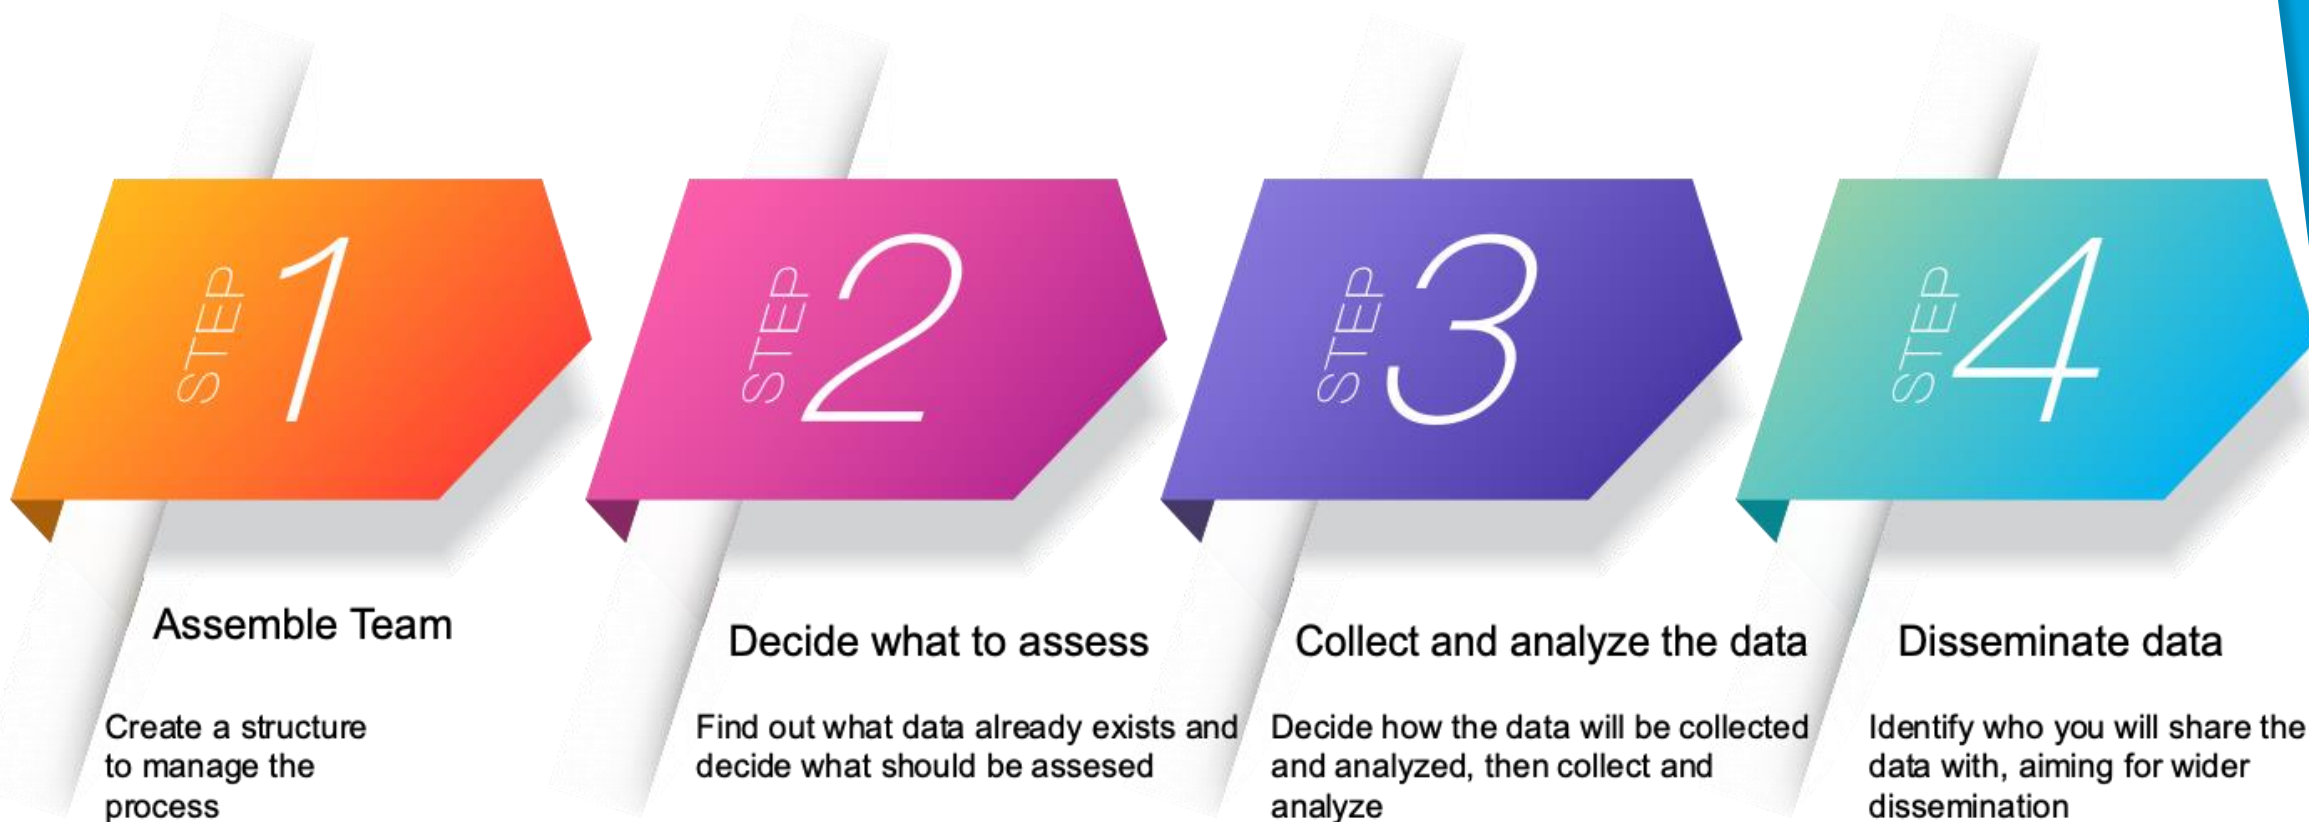 STEP 1
STEP 2
STEP 3
STEP 4
Assemble Team
Create a structure
to manage the
process
Decide what to assess
Find out what data already exists and
decide what should be assesed
Collect and analyze the data
Decide how the data will be collected
and analyzed, then collect and
analyze
Disseminate data
Identify who you will share the
data with, aiming for wider
dissemination